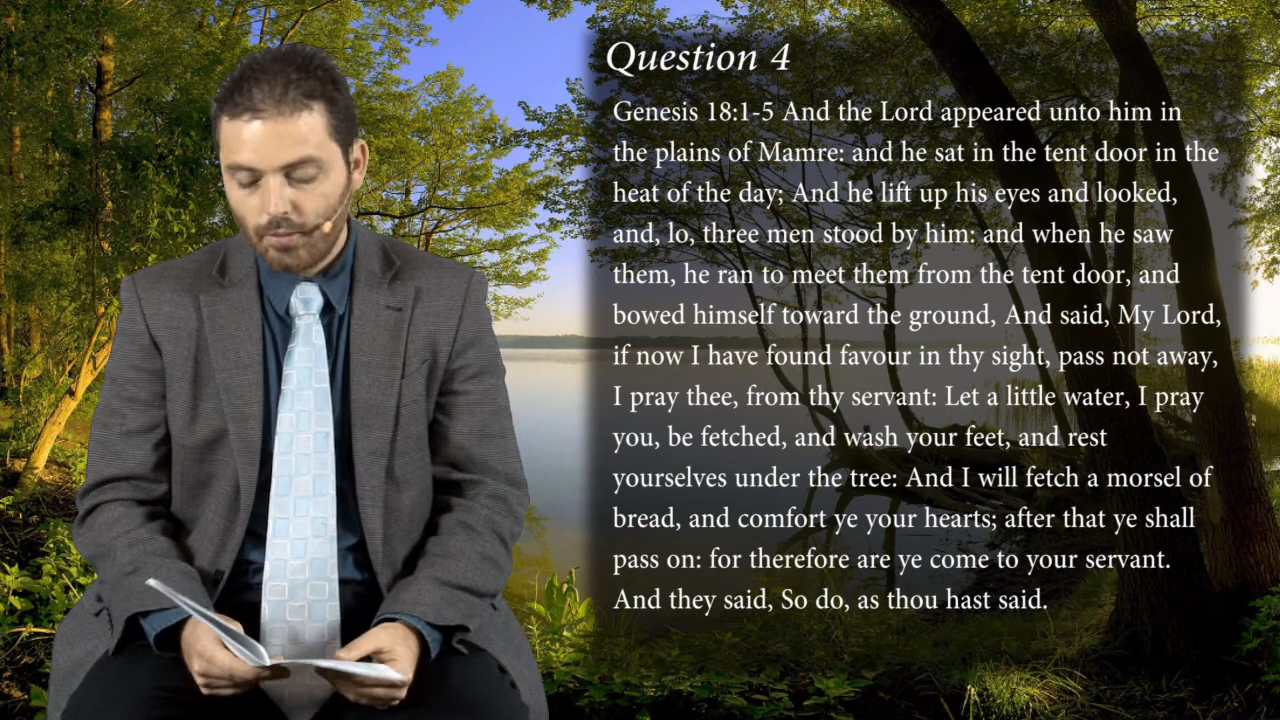 Question 4
Genesis 18:1-5 And the Lord appeared unto him in
the plains of Mamre: and he sat in the tent door in the
heat of the day; And he lift up his eyes and looked,
and, lo, three men stood by him: and when he saw
them, he ran to meet them from the tent door, and
bowed himself toward the ground, And said, My Lord,
if now I have found favour in thy sight, pass not away,
I pray thee, from thy servant: Let a little water, I pray
you, be fetched, and wash your feet, and rest
yourselves under the tree: And I will fetch a morsel of
bread, and comfort ye your hearts; after that ye shall
pass on: for therefore are ye come to your servant.
And they said, So do, as thou hast said.